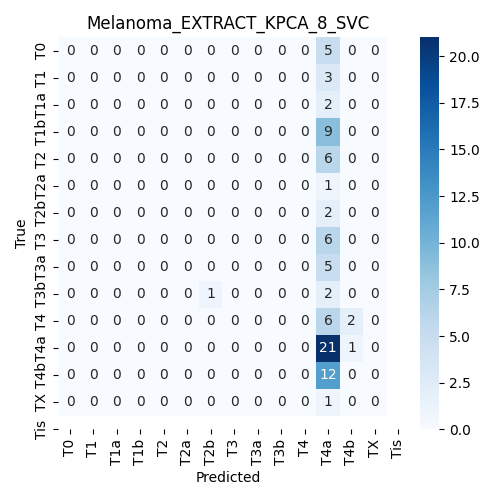 Melanoma_EXTRACT_KPCA_8_SVC
True
T0
T1
T1a
T1b
T2
T2a
T2b
T3
T3a
T3b
T4
T4a
T4b
TX
Tis
0 0 0 0 0 0 0 0 0 0 0 5 0 0
0 0 0 0 0 0 0 0 0 0 0 3 0 0
0 0 0 0 0 0 0 0 0 0 0 2 0 0
0 0 0 0 0 0 0 0 0 0 0 9 0 0
0 0 0 0 0 0 0 0 0 0 0 6 0 0
0 0 0 0 0 0 0 0 0 0 0 1 0 0
0 0 0 0 0 0 0 0 0 0 0 2 0 0
0 0 0 0 0 0 0 0 0 0 0 6 0 0
0 0 0 0 0 0 0 0 0 0 0 5 0 0
0 0 0 0 0 0 1 0 0 0 0 2 0 0
0 0 0 0 0 0 0 0 0 0 0 6 2 0
0 0 0 0 0 0 0 0 0 0 0 21 1 0
0 0 0 0 0 0 0 0 0 0 0 12 0 0
0 0 0 0 0 0 0 0 0 0 0 1 0 0
T0 T1 T1a T1b T2 T2a T2b T3 T3a T3b T4 T4a T4b TX Tis
Predicted
20.0
17.5
15.0
12.5
10.0
7.5
5.0
2.5
0.0